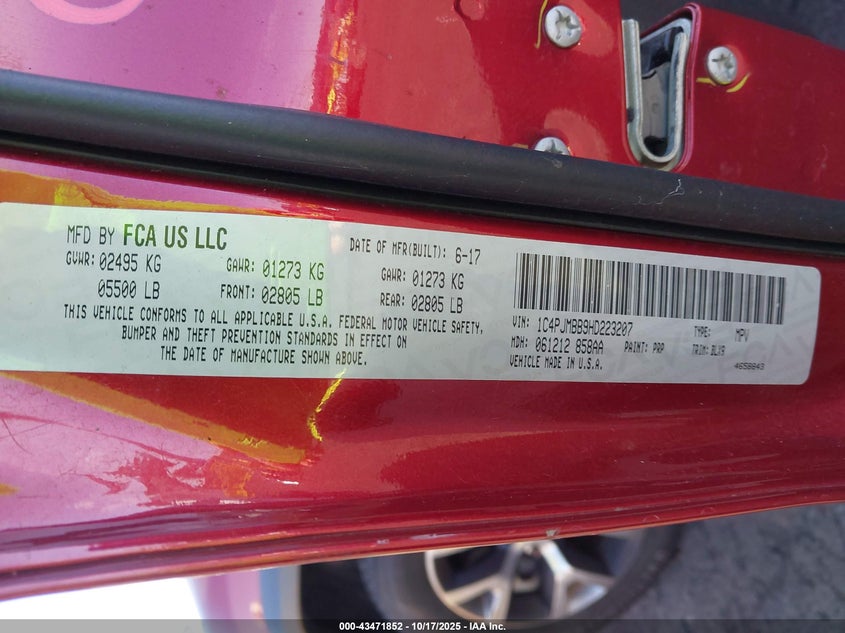 MFD BY FCA US LLC
DATE OF MFR(BUILT): 6-17
GVWR: 02495 KG
GAWR: 01273 KG
GAWR: 01273 KG
05500 LB
FRONT: 02805 LB
REAR: 02805 LB
THIS VEHICLE CONFORMS TO ALL APPLICABLE U.S.A. FEDERAL MOTOR VEHICLE SAFETY,
BUMPER AND THEFT PREVENTION STANDARDS IN EFFECT ON
THE DATE OF MANUFACTURE SHOWN ABOVE.
VIN: 1C4PJMBB9HD223207
TYPE: MPV
MDH: 061212 858AA
PAINT: PRP
TRIM: DLX9
VEHICLE MADE IN U.S.A.
4658843
000-43471852 | 10/17/2025 | IAA Inc.